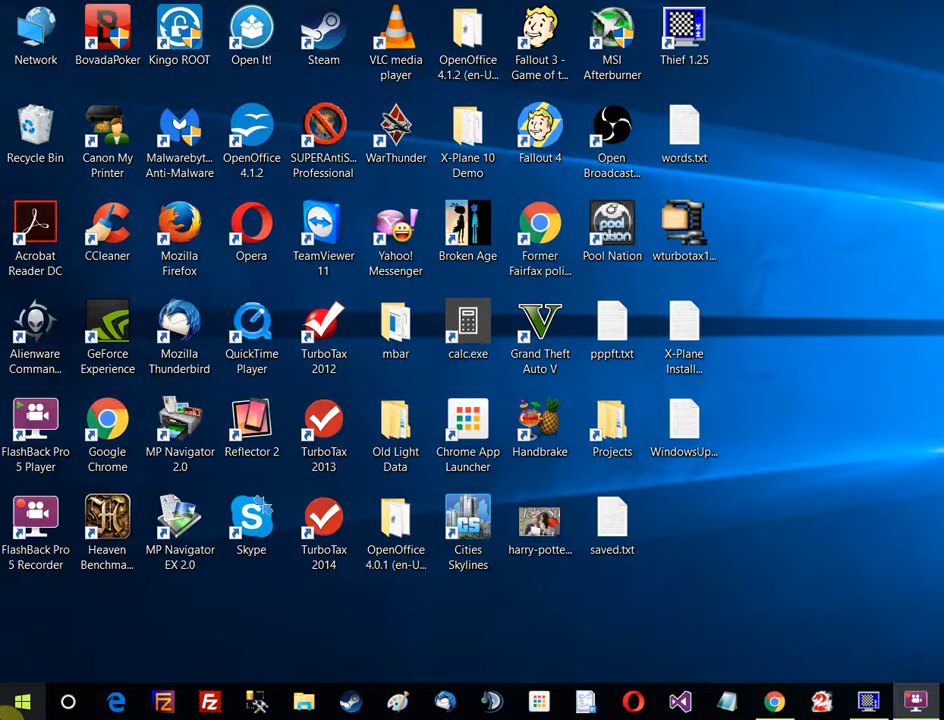 Network
BovadaPoker
Kingo ROOT
Open It!
Steam
VLC media
player
OpenOffice
4.1.2 (en-U...
Fallout 3 -
Game of t...
MSI
Afterburner
Thief 1.25
Recycle Bin
Canon My
Printer
Malwarebyt...
Anti-Malware
OpenOffice
4.1.2
SUPERAntiS...
Professional
WarThunder
X-Plane 10
Demo
Fallout 4
Open
Broadcast...
words.txt
Acrobat
Reader DC
CCleaner
Mozilla
Firefox
Opera
TeamViewer
11
Yahoo!
Messenger
Broken Age
Former
Fairfax poli...
pool
nation
Pool Nation
wturbotax1...
Alienware
Comman...
GeForce
Experience
Mozilla
Thunderbird
QuickTime
Player
TurboTax
2012
mbar
calc.exe
Grand Theft
Auto V
pppft.txt
X-Plane
Install...
FlashBack Pro
5 Player
Google
Chrome
MP Navigator
2.0
Reflector 2
TurboTax
2013
Old Light
Data
Chrome App
Launcher
Handbrake
Projects
WindowsUp...
FlashBack Pro
5 Recorder
Heaven
Benchma...
MP Navigator
EX 2.0
Skype
TurboTax
2014
OpenOffice
4.0.1 (en-U...
Cities
Skylines
harry-potte...
saved.txt